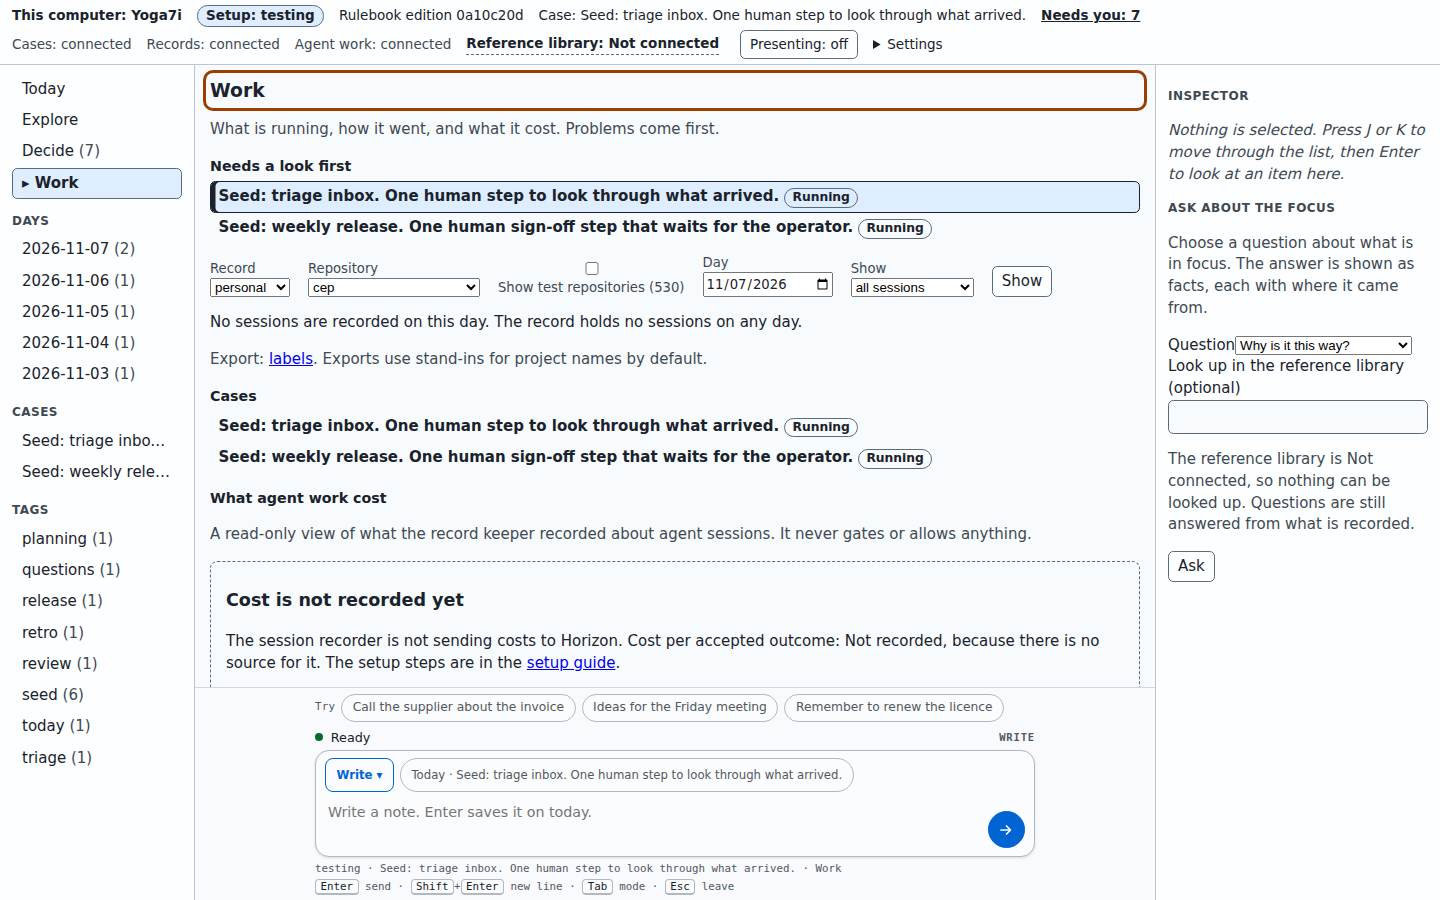 This computer: Yoga7i Setup: testing Rulebook edition 0a10c20d Case: Seed: triage inbox. One human step to look through what arrived. Needs you: 7
Cases: connected Records: connected Agent work: connected Reference library: Not connected Presenting: off ▶ Settings
Today
Explore
Decide (7)
▸ Work
DAYS
2026-11-07 (2)
2026-11-06 (1)
2026-11-05 (1)
2026-11-04 (1)
2026-11-03 (1)
CASES
Seed: triage inbo…
Seed: weekly rele…
TAGS
planning (1)
questions (1)
release (1)
retro (1)
review (1)
seed (6)
today (1)
triage (1)
Work
What is running, how it went, and what it cost. Problems come first.
Needs a look first
Seed: triage inbox. One human step to look through what arrived. Running
Seed: weekly release. One human sign-off step that waits for the operator. Running
Record Repository Day Show
personal cep Show test repositories (530) 11/07/2026 all sessions Show
No sessions are recorded on this day. The record holds no sessions on any day.
Export: labels. Exports use stand-ins for project names by default.
Cases
Seed: triage inbox. One human step to look through what arrived. Running
Seed: weekly release. One human sign-off step that waits for the operator. Running
What agent work cost
A read-only view of what the record keeper recorded about agent sessions. It never gates or allows anything.
Cost is not recorded yet
The session recorder is not sending costs to Horizon. Cost per accepted outcome: Not recorded, because there is no
source for it. The setup steps are in the setup guide.
Try Call the supplier about the invoice Ideas for the Friday meeting Remember to renew the licence
Ready WRITE
Write ▾ Today · Seed: triage inbox. One human step to look through what arrived.
Write a note. Enter saves it on today.
→
testing · Seed: triage inbox. One human step to look through what arrived. · Work
Enter send · Shift+Enter new line · Tab mode · Esc leave
INSPECTOR
Nothing is selected. Press J or K to
move through the list, then Enter
to look at an item here.
ASK ABOUT THE FOCUS
Choose a question about what is
in focus. The answer is shown as
facts, each with where it came
from.
Question Why is it this way?
Look up in the reference library
(optional)
The reference library is Not
connected, so nothing can be
looked up. Questions are still
answered from what is recorded.
Ask